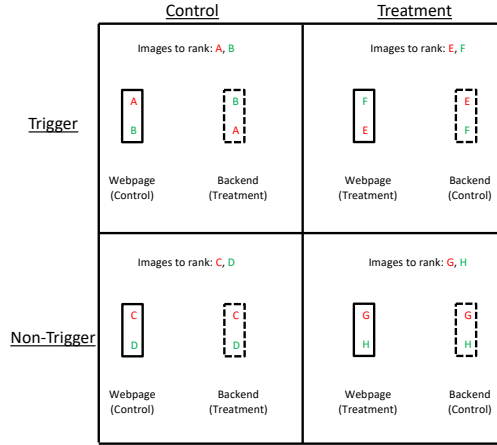 Control
Treatment
Trigger
Images to rank: A, B
A
B
B
A
Webpage
(Control)
Backend
(Treatment)
Images to rank: E, F
F
E
E
F
Webpage
(Treatment)
Backend
(Control)
Non-Trigger
Images to rank: C, D
C
D
C
D
Webpage
(Control)
Backend
(Treatment)
Images to rank: G, H
G
H
G
H
Webpage
(Treatment)
Backend
(Control)